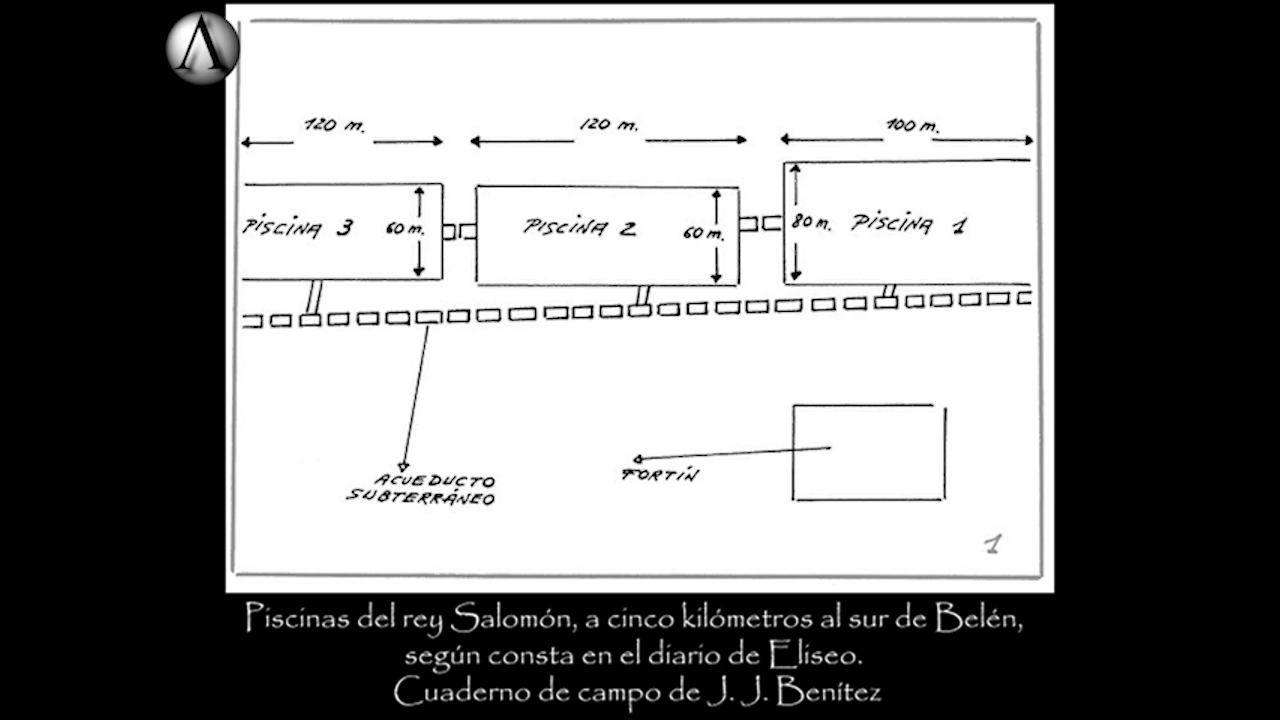 Λ
120 m.
120 m.
100 m.
PISCINA 3
60 m.
PISCINA 2
60 m.
80 m.
PISCINA 1
ACUEDUCTO
SUBTERRÁNEO
FORTÍN
1
Piscinas del rey Salomón, a cinco kilómetros al sur de Belén,
según consta en el diario de Eliseo.
Cuaderno de campo de J. J. Benítez